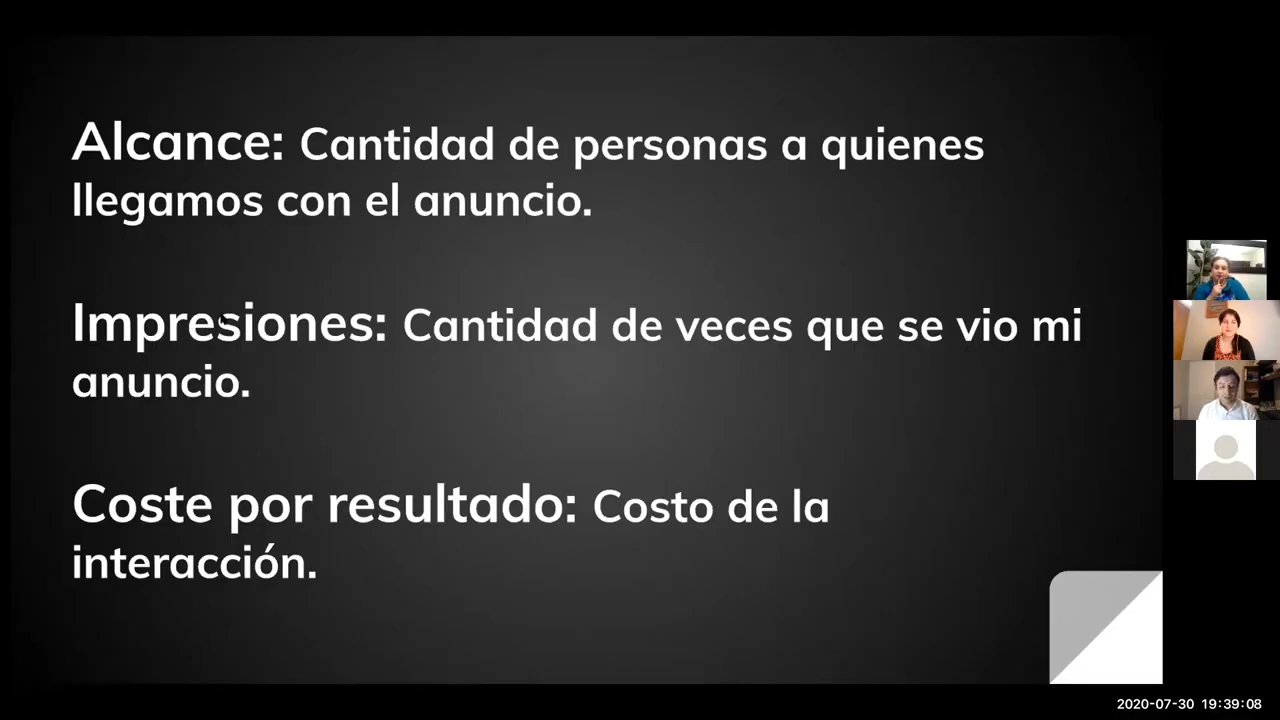 Alcance: Cantidad de personas a quienes
llegamos con el anuncio.
Impresiones: Cantidad de veces que se vio mi
anuncio.
Coste por resultado: Costo de la
interacción.
2020-07-30 19:39:08